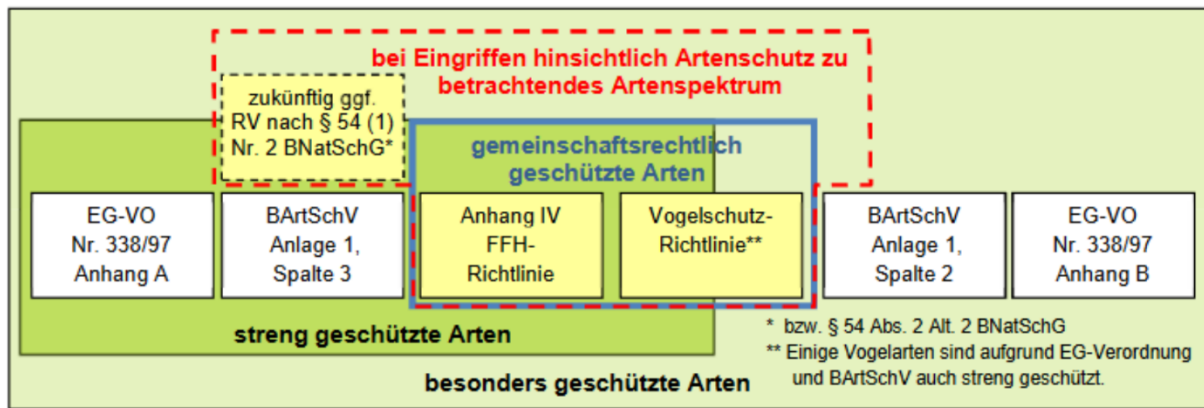 bei Eingriffen hinsichtlich Artenschutz zu
betrachtendes Artenspektrum
zukünftig ggf.
RV nach § 54 (1)
Nr. 2 BNatSchG*
gemeinschaftsrechtlich
geschützte Arten
EG-VO
Nr. 338/97
Anhang A
BArtSchV
Anlage 1,
Spalte 3
Anhang IV
FFH-
Richtlinie
Vogelschutz-
Richtlinie**
BArtSchV
Anlage 1,
Spalte 2
EG-VO
Nr. 338/97
Anhang B
streng geschützte Arten
* bzw. § 54 Abs. 2 Alt. 2 BNatSchG
** Einige Vogelarten sind aufgrund EG-Verordnung
und BArtSchV auch streng geschützt.
besonders geschützte Arten